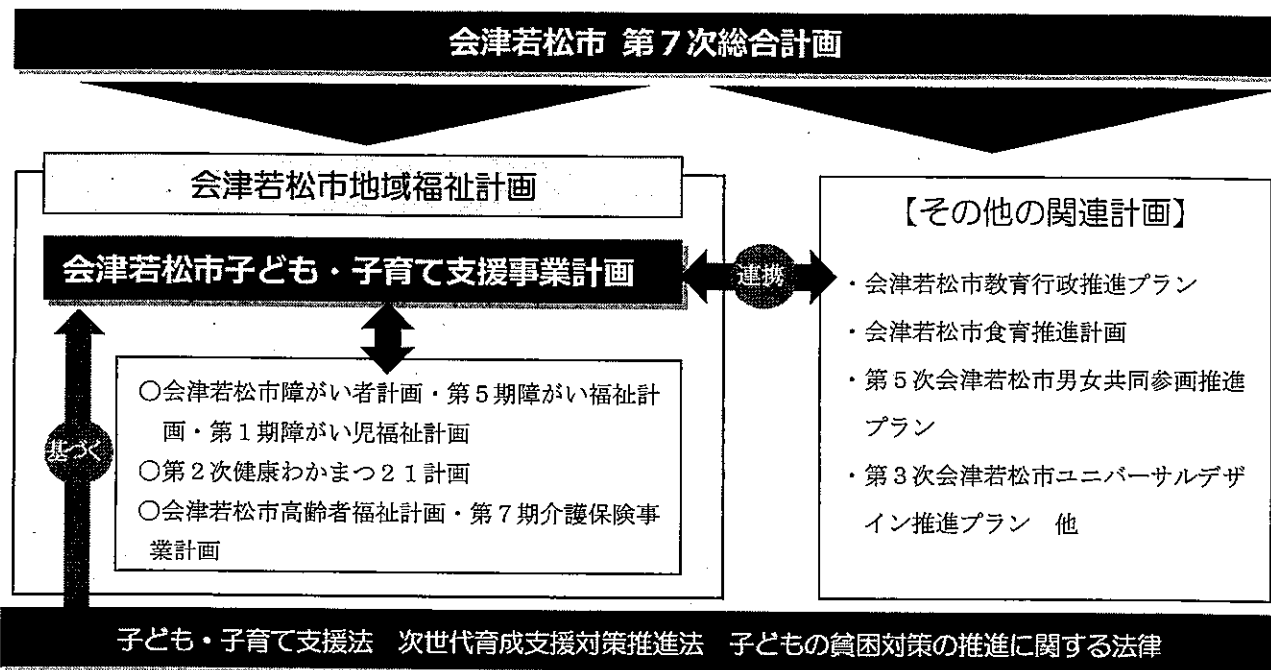 会津若松市 第7次総合計画
会津若松市地域福祉計画
会津若松市子ども・子育て支援事業計画
連携
基づく
○会津若松市障がい者計画・第5期障がい福祉計
画・第1期障がい児福祉計画
○第2次健康わかまつ21計画
○会津若松市高齢者福祉計画・第7期介護保険事
業計画
【その他の関連計画】
・会津若松市教育行政推進プラン
・会津若松市食育推進計画
・第5次会津若松市男女共同参画推進
プラン
・第3次会津若松市ユニバーサルデザ
イン推進プラン 他
子ども・子育て支援法 次世代育成支援対策推進法 子どもの貧困対策の推進に関する法律